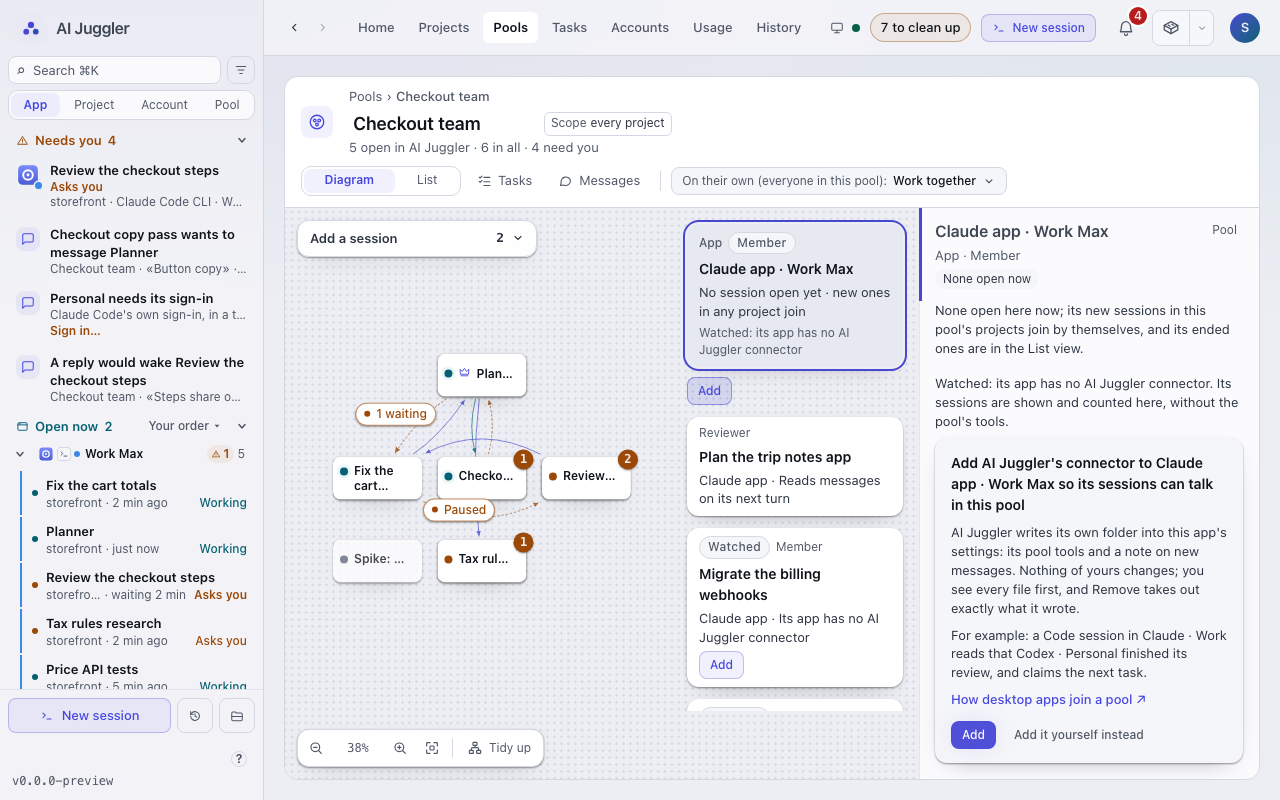 AI Juggler
Search ⌘K
App Project Account Pool
Needs you 4
Review the checkout steps
Asks you
storefront · Claude Code CLI · W…
Checkout copy pass wants to
message Planner
Checkout team · «Button copy» ·…
Personal needs its sign-in
Claude Code's own sign-in, in a t…
Sign in…
A reply would wake Review the
checkout steps
Checkout team · «Steps share o…
Open now 2 Your order
Work Max 1 5
Fix the cart totals
storefront · 2 min ago Working
Planner
storefront · just now Working
Review the checkout steps
storefro… · waiting 2 min Asks you
Tax rules research
storefront · 2 min ago Asks you
Price API tests
storefront · 5 min ago Working
New session
?
v0.0.0-preview
Home Projects Pools Tasks Accounts Usage History
7 to clean up
New session
4
S
Pools › Checkout team
Checkout team
Scope every project
5 open in AI Juggler · 6 in all · 4 need you
Diagram List Tasks Messages
On their own (everyone in this pool): Work together
Add a session 2
Plan…
1 waiting
Fix the
cart…
Checko… 1
Review… 2
Paused
Spike: …
Tax rul… 1
38% Tidy up
App Member
Claude app · Work Max
No session open yet · new ones
in any project join
Watched: its app has no AI
Juggler connector
Add
Reviewer
Plan the trip notes app
Claude app · Reads messages
on its next turn
Watched Member
Migrate the billing
webhooks
Claude app · Its app has no AI
Juggler connector
Add
Claude app · Work Max Pool
App · Member
None open now
None open here now; its new sessions in this
pool's projects join by themselves, and its ended
ones are in the List view.
Watched: its app has no AI Juggler connector. Its
sessions are shown and counted here, without the
pool's tools.
Add AI Juggler's connector to Claude
app · Work Max so its sessions can talk
in this pool
AI Juggler writes its own folder into this app's
settings: its pool tools and a note on new
messages. Nothing of yours changes; you
see every file first, and Remove takes out
exactly what it wrote.
For example: a Code session in Claude · Work
reads that Codex · Personal finished its
review, and claims the next task.
How desktop apps join a pool ↗
Add Add it yourself instead